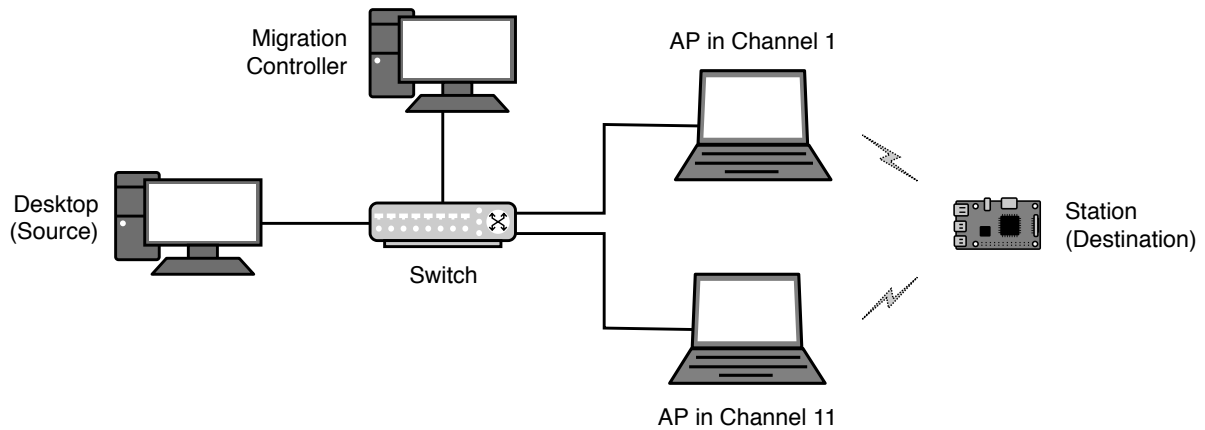 Migration
Controller
AP in Channel 1
Desktop
(Source)
Switch
Station
(Destination)
AP in Channel 11